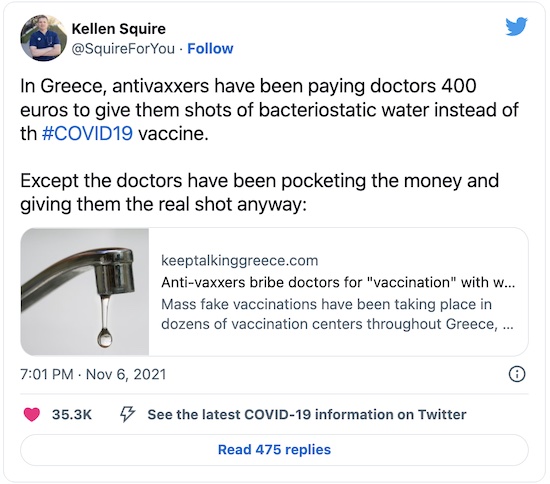 Kellen Squire
@SquireForYou · Follow
In Greece, antivaxxers have been paying doctors 400
euros to give them shots of bacteriostatic water instead of
th #COVID19 vaccine.
Except the doctors have been pocketing the money and
giving them the real shot anyway:
keeptalkinggreece.com
Anti-vaxxers bribe doctors for "vaccination" with w...
Mass fake vaccinations have been taking place in
dozens of vaccination centers throughout Greece, ...
7:01 PM · Nov 6, 2021
35.3K See the latest COVID-19 information on Twitter
Read 475 replies